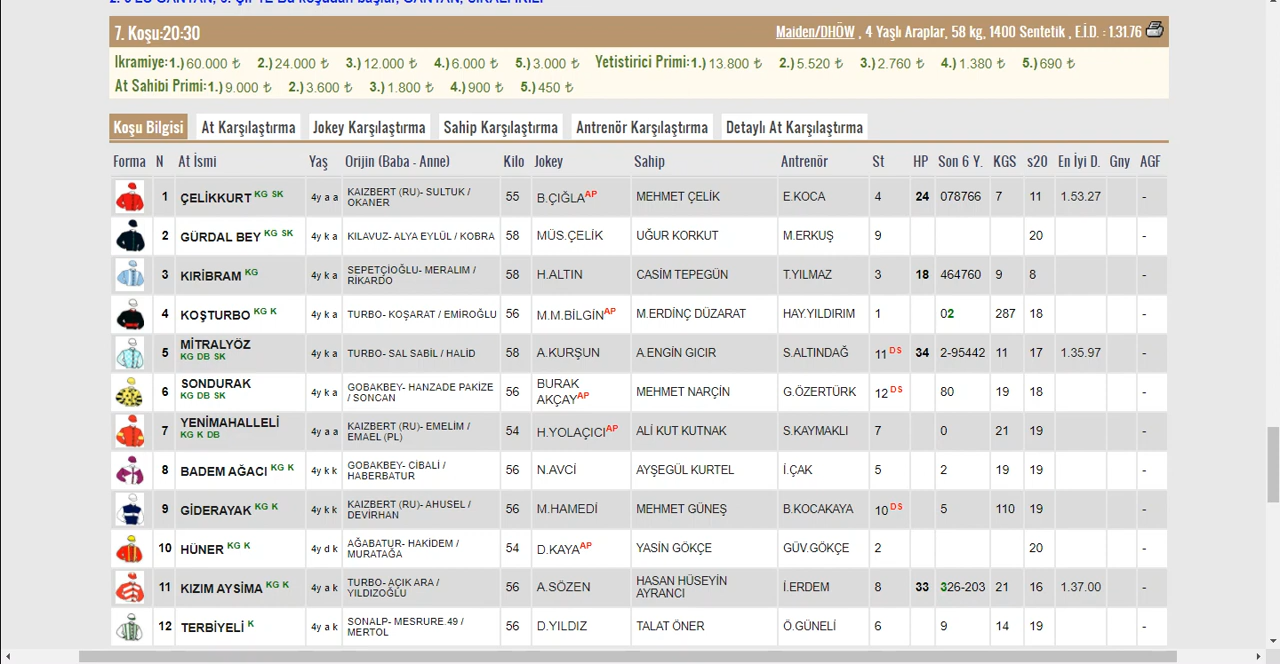 7. Koşu:20:30 Maiden/DHÖW , 4 Yaşlı Araplar, 58 kg, 1400 Sentetik , E.İ.D. : 1.31.76
Ikramiye:1.)60.000 ₺ 2.)24.000 ₺ 3.)12.000 ₺ 4.)6.000 ₺ 5.)3.000 ₺ Yetistirici Primi:1.)13.800 ₺ 2.)5.520 ₺ 3.)2.760 ₺ 4.)1.380 ₺ 5.)690 ₺
At Sahibi Primi:1.)9.000 ₺ 2.)3.600 ₺ 3.)1.800 ₺ 4.)900 ₺ 5.)450 ₺
Koşu Bilgisi At Karşılaştırma Jokey Karşılaştırma Sahip Karşılaştırma Antrenör Karşılaştırma Detaylı At Karşılaştırma
Forma N At İsmi Yaş Orijin (Baba - Anne) Kilo Jokey Sahip Antrenör St HP Son 6 Y. KGS s20 En İyi D. Gny AGF
1 ÇELİKKURT KG SK 4y a a KAIZBERT (RU)- SULTUK / OKANER 55 B.ÇIĞLA AP MEHMET ÇELİK E.KOCA 4 24 078766 7 11 1.53.27 -
2 GÜRDAL BEY KG SK 4y k a KILAVUZ- ALYA EYLÜL / KOBRA 58 MÜS.ÇELİK UĞUR KORKUT M.ERKUŞ 9 20 -
3 KIRİBRAM KG 4y k a SEPETÇİOĞLU- MERALIM / RİKARDO 58 H.ALTIN CASİM TEPEGÜN T.YILMAZ 3 18 464760 9 8 -
4 KOŞTURBO KG K 4y k a TURBO- KOŞARAT / EMİROĞLU 56 M.M.BİLGİN AP M.ERDİNÇ DÜZARAT HAY.YILDIRIM 1 02 287 18 -
5 MİTRALYÖZ KG DB SK 4y k a TURBO- SAL SABİL / HALİD 58 A.KURŞUN A.ENGİN GICIR S.ALTINDAĞ 11 DS 34 2-95442 11 17 1.35.97 -
6 SONDURAK KG DB SK 4y k a GOBAKBEY- HANZADE PAKİZE / SONCAN 56 BURAK AKÇAY AP MEHMET NARÇİN G.ÖZERTÜRK 12 DS 80 19 18 -
7 YENİMAHALLELİ KG K DB 4y a a KAIZBERT (RU)- EMELİM / EMAEL (PL) 54 H.YOLAÇICI AP ALİ KUT KUTNAK S.KAYMAKLI 7 0 21 19 -
8 BADEM AĞACI KG K 4y k k GOBAKBEY- CİBALİ / HABERBATUR 56 N.AVCİ AYŞEGÜL KURTEL İ.ÇAK 5 2 19 19 -
9 GİDERAYAK KG K 4y k k KAIZBERT (RU)- AHUSEL / DEVİRHAN 56 M.HAMEDİ MEHMET GÜNEŞ B.KOCAKAYA 10 DS 5 110 19 -
10 HÜNER KG K 4y d k AĞABATUR- HAKİDEM / MURATAĞA 54 D.KAYA AP YASİN GÖKÇE GÜV.GÖKÇE 2 20 -
11 KIZIM AYSİMA KG K 4y a k TURBO- AÇIK ARA / YILDIZOĞLU 56 A.SÖZEN HASAN HÜSEYİN AYRANCI İ.ERDEM 8 33 326-203 21 16 1.37.00 -
12 TERBİYELİ K 4y a k SONALP- MESRURE.49 / MERTOL 56 D.YILDIZ TALAT ÖNER Ö.GÜNELİ 6 9 14 19 -